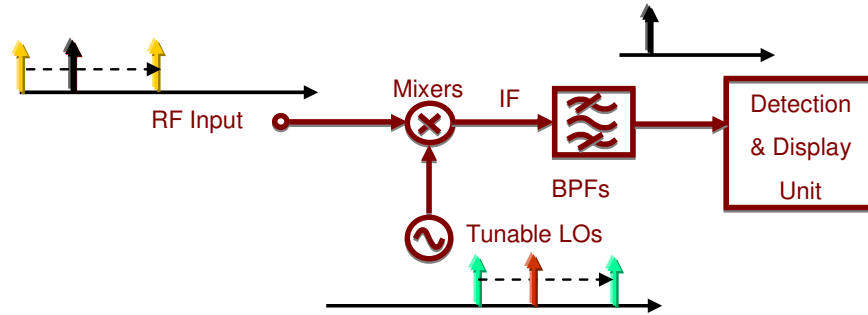 Mixers
IF
RF Input
BPFs
Detection
& Display
Unit
Tunable LOs